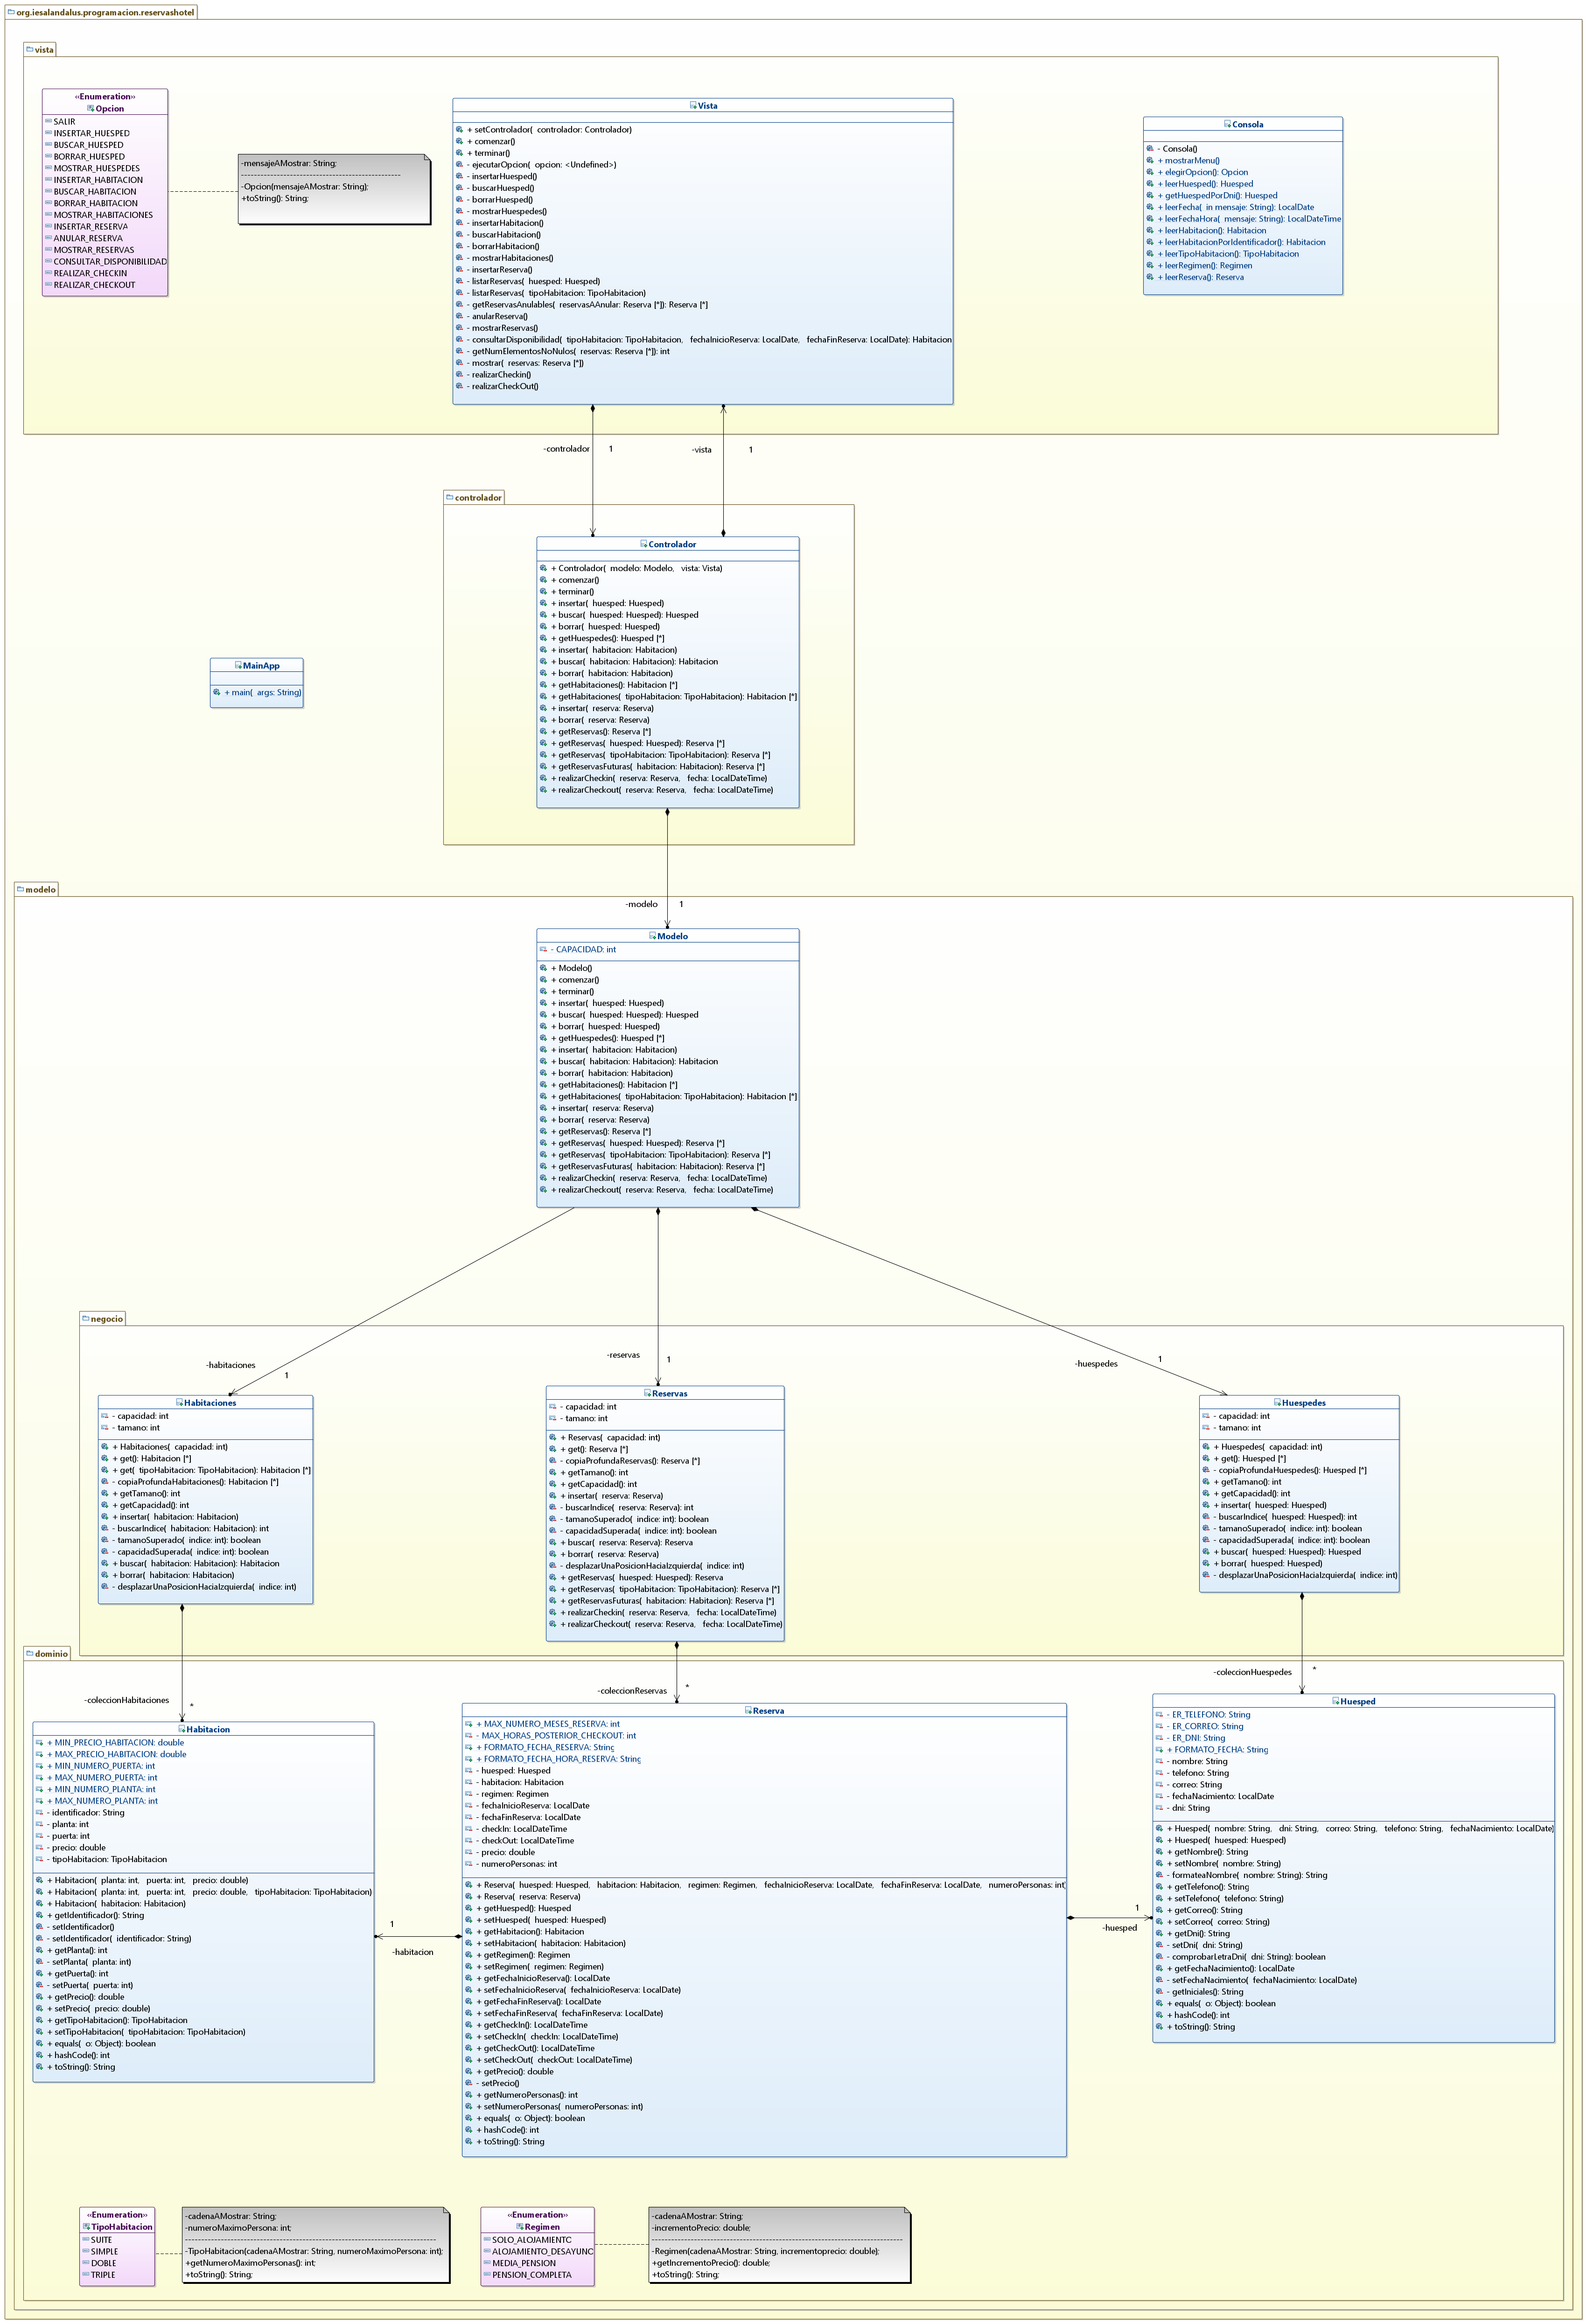 org.iesalandalus.programacion.reservashotel
vista
«Enumeration»
Opcion
SALIR
INSERTAR_HUESPED
BUSCAR_HUESPED
BORRAR_HUESPED
MOSTRAR_HUESPEDES
INSERTAR_HABITACION
BUSCAR_HABITACION
BORRAR_HABITACION
MOSTRAR_HABITACIONES
INSERTAR_RESERVA
ANULAR_RESERVA
MOSTRAR_RESERVAS
CONSULTAR_DISPONIBILIDAD
REALIZAR_CHECKIN
REALIZAR_CHECKOUT
-mensajeAMostrar: String;
------------------------------------------------
-Opcion(mensajeAMostrar: String);
+toString(): String;
Vista
+ setControlador( controlador: Controlador)
+ comenzar()
+ terminar()
- ejecutarOpcion( opcion: <Undefined>)
- insertarHuesped()
- buscarHuesped()
- borrarHuesped()
- mostrarHuespedes()
- insertarHabitacion()
- buscarHabitacion()
- borrarHabitacion()
- mostrarHabitaciones()
- insertarReserva()
- listarReservas( huesped: Huesped)
- listarReservas( tipoHabitacion: TipoHabitacion)
- getReservasAnulables( reservasAAnular: Reserva [*]): Reserva [*]
- anularReserva()
- mostrarReservas()
- consultarDisponibilidad( tipoHabitacion: TipoHabitacion, fechaInicioReserva: LocalDate, fechaFinReserva: LocalDate): Habitacion
- getNumElementosNoNulos( reservas: Reserva [*]): int
- mostrar( reservas: Reserva [*])
- realizarCheckin()
- realizarCheckOut()
Consola
- Consola()
+ mostrarMenu()
+ elegirOpcion(): Opcion
+ leerHuesped(): Huesped
+ getHuespedPorDni(): Huesped
+ leerFecha( in mensaje: String): LocalDate
+ leerFechaHora( mensaje: String): LocalDateTime
+ leerHabitacion(): Habitacion
+ leerHabitacionPorIdentificador(): Habitacion
+ leerTipoHabitacion(): TipoHabitacion
+ leerRegimen(): Regimen
+ leerReserva(): Reserva
-controlador 1
-vista 1
controlador
Controlador
+ Controlador( modelo: Modelo, vista: Vista)
+ comenzar()
+ terminar()
+ insertar( huesped: Huesped)
+ buscar( huesped: Huesped): Huesped
+ borrar( huesped: Huesped)
+ getHuespedes(): Huesped [*]
+ insertar( habitacion: Habitacion)
+ buscar( habitacion: Habitacion): Habitacion
+ borrar( habitacion: Habitacion)
+ getHabitaciones(): Habitacion [*]
+ getHabitaciones( tipoHabitacion: TipoHabitacion): Habitacion [*]
+ insertar( reserva: Reserva)
+ borrar( reserva: Reserva)
+ getReservas(): Reserva [*]
+ getReservas( huesped: Huesped): Reserva [*]
+ getReservas( tipoHabitacion: TipoHabitacion): Reserva [*]
+ getReservasFuturas( habitacion: Habitacion): Reserva [*]
+ realizarCheckin( reserva: Reserva, fecha: LocalDateTime)
+ realizarCheckout( reserva: Reserva, fecha: LocalDateTime)
MainApp
+ main( args: String)
modelo
-modelo 1
Modelo
- CAPACIDAD: int
+ Modelo()
+ comenzar()
+ terminar()
+ insertar( huesped: Huesped)
+ buscar( huesped: Huesped): Huesped
+ borrar( huesped: Huesped)
+ getHuespedes(): Huesped [*]
+ insertar( habitacion: Habitacion)
+ buscar( habitacion: Habitacion): Habitacion
+ borrar( habitacion: Habitacion)
+ getHabitaciones(): Habitacion [*]
+ getHabitaciones( tipoHabitacion: TipoHabitacion): Habitacion [*]
+ insertar( reserva: Reserva)
+ borrar( reserva: Reserva)
+ getReservas(): Reserva [*]
+ getReservas( huesped: Huesped): Reserva [*]
+ getReservas( tipoHabitacion: TipoHabitacion): Reserva [*]
+ getReservasFuturas( habitacion: Habitacion): Reserva [*]
+ realizarCheckin( reserva: Reserva, fecha: LocalDateTime)
+ realizarCheckout( reserva: Reserva, fecha: LocalDateTime)
negocio
-habitaciones 1
-reservas 1
-huespedes 1
Habitaciones
- capacidad: int
- tamano: int
+ Habitaciones( capacidad: int)
+ get(): Habitacion [*]
+ get( tipoHabitacion: TipoHabitacion): Habitacion [*]
- copiaProfundaHabitaciones(): Habitacion [*]
+ getTamano(): int
+ getCapacidad(): int
+ insertar( habitacion: Habitacion)
- buscarIndice( habitacion: Habitacion): int
- tamanoSuperado( indice: int): boolean
- capacidadSuperada( indice: int): boolean
+ buscar( habitacion: Habitacion): Habitacion
+ borrar( habitacion: Habitacion)
- desplazarUnaPosicionHaciaIzquierda( indice: int)
Reservas
- capacidad: int
- tamano: int
+ Reservas( capacidad: int)
+ get(): Reserva [*]
- copiaProfundaReservas(): Reserva [*]
+ getTamano(): int
+ getCapacidad(): int
+ insertar( reserva: Reserva)
- buscarIndice( reserva: Reserva): int
- tamanoSuperado( indice: int): boolean
- capacidadSuperada( indice: int): boolean
+ buscar( reserva: Reserva): Reserva
+ borrar( reserva: Reserva)
- desplazarUnaPosicionHaciaIzquierda( indice: int)
+ getReservas( huesped: Huesped): Reserva
+ getReservas( tipoHabitacion: TipoHabitacion): Reserva [*]
+ getReservasFuturas( habitacion: Habitacion): Reserva [*]
+ realizarCheckin( reserva: Reserva, fecha: LocalDateTime)
+ realizarCheckout( reserva: Reserva, fecha: LocalDateTime)
Huespedes
- capacidad: int
- tamano: int
+ Huespedes( capacidad: int)
+ get(): Huesped [*]
- copiaProfundaHuespedes(): Huesped [*]
+ getTamano(): int
+ getCapacidad(): int
+ insertar( huesped: Huesped)
- buscarIndice( huesped: Huesped): int
- tamanoSuperado( indice: int): boolean
- capacidadSuperada( indice: int): boolean
+ buscar( huesped: Huesped): Huesped
+ borrar( huesped: Huesped)
- desplazarUnaPosicionHaciaIzquierda( indice: int)
dominio
-coleccionHabitaciones *
-coleccionReservas *
-coleccionHuespedes *
Habitacion
+ MIN_PRECIO_HABITACION: double
+ MAX_PRECIO_HABITACION: double
+ MIN_NUMERO_PUERTA: int
+ MAX_NUMERO_PUERTA: int
+ MIN_NUMERO_PLANTA: int
+ MAX_NUMERO_PLANTA: int
- identificador: String
- planta: int
- puerta: int
- precio: double
- tipoHabitacion: TipoHabitacion
+ Habitacion( planta: int, puerta: int, precio: double)
+ Habitacion( planta: int, puerta: int, precio: double, tipoHabitacion: TipoHabitacion)
+ Habitacion( habitacion: Habitacion)
+ getIdentificador(): String
- setIdentificador()
- setIdentificador( identificador: String)
+ getPlanta(): int
- setPlanta( planta: int)
+ getPuerta(): int
- setPuerta( puerta: int)
+ getPrecio(): double
+ setPrecio( precio: double)
+ getTipoHabitacion(): TipoHabitacion
+ setTipoHabitacion( tipoHabitacion: TipoHabitacion)
+ equals( o: Object): boolean
+ hashCode(): int
+ toString(): String
1
-habitacion
Reserva
+ MAX_NUMERO_MESES_RESERVA: int
- MAX_HORAS_POSTERIOR_CHECKOUT: int
+ FORMATO_FECHA_RESERVA: String
+ FORMATO_FECHA_HORA_RESERVA: String
- huesped: Huesped
- habitacion: Habitacion
- regimen: Regimen
- fechaInicioReserva: LocalDate
- fechaFinReserva: LocalDate
- checkIn: LocalDateTime
- checkOut: LocalDateTime
- precio: double
- numeroPersonas: int
+ Reserva( huesped: Huesped, habitacion: Habitacion, regimen: Regimen, fechaInicioReserva: LocalDate, fechaFinReserva: LocalDate, numeroPersonas: int)
+ Reserva( reserva: Reserva)
+ getHuesped(): Huesped
+ setHuesped( huesped: Huesped)
+ getHabitacion(): Habitacion
+ setHabitacion( habitacion: Habitacion)
+ getRegimen(): Regimen
+ setRegimen( regimen: Regimen)
+ getFechaInicioReserva(): LocalDate
+ setFechaInicioReserva( fechaInicioReserva: LocalDate)
+ getFechaFinReserva(): LocalDate
+ setFechaFinReserva( fechaFinReserva: LocalDate)
+ getCheckIn(): LocalDateTime
+ setCheckIn( checkIn: LocalDateTime)
+ getCheckOut(): LocalDateTime
+ setCheckOut( checkOut: LocalDateTime)
+ getPrecio(): double
- setPrecio()
+ getNumeroPersonas(): int
+ setNumeroPersonas( numeroPersonas: int)
+ equals( o: Object): boolean
+ hashCode(): int
+ toString(): String
1
-huesped
Huesped
- ER_TELEFONO: String
- ER_CORREO: String
- ER_DNI: String
+ FORMATO_FECHA: String
- nombre: String
- telefono: String
- correo: String
- fechaNacimiento: LocalDate
- dni: String
+ Huesped( nombre: String, dni: String, correo: String, telefono: String, fechaNacimiento: LocalDate)
+ Huesped( huesped: Huesped)
+ getNombre(): String
+ setNombre( nombre: String)
- formateaNombre( nombre: String): String
+ getTelefono(): String
+ setTelefono( telefono: String)
+ getCorreo(): String
+ setCorreo( correo: String)
+ getDni(): String
- setDni( dni: String)
- comprobarLetraDni( dni: String): boolean
+ getFechaNacimiento(): LocalDate
- setFechaNacimiento( fechaNacimiento: LocalDate)
- getIniciales(): String
+ equals( o: Object): boolean
+ hashCode(): int
+ toString(): String
«Enumeration»
TipoHabitacion
SUITE
SIMPLE
DOBLE
TRIPLE
-cadenaAMostrar: String;
-numeroMaximoPersona: int;
-----------------------------------------------------------------------------
-TipoHabitacion(cadenaAMostrar: String, numeroMaximoPersona: int);
+getNumeroMaximoPersonas(): int;
+toString(): String;
«Enumeration»
Regimen
SOLO_ALOJAMIENTC
ALOJAMIENTO_DESAYUNC
MEDIA_PENSION
PENSION_COMPLETA
-cadenaAMostrar: String;
-incrementoPrecio: double;
-----------------------------------------------------------------------------
-Regimen(cadenaAMostrar: String, incrementoprecio: double);
+getIncrementoPrecio(): double;
+toString(): String;